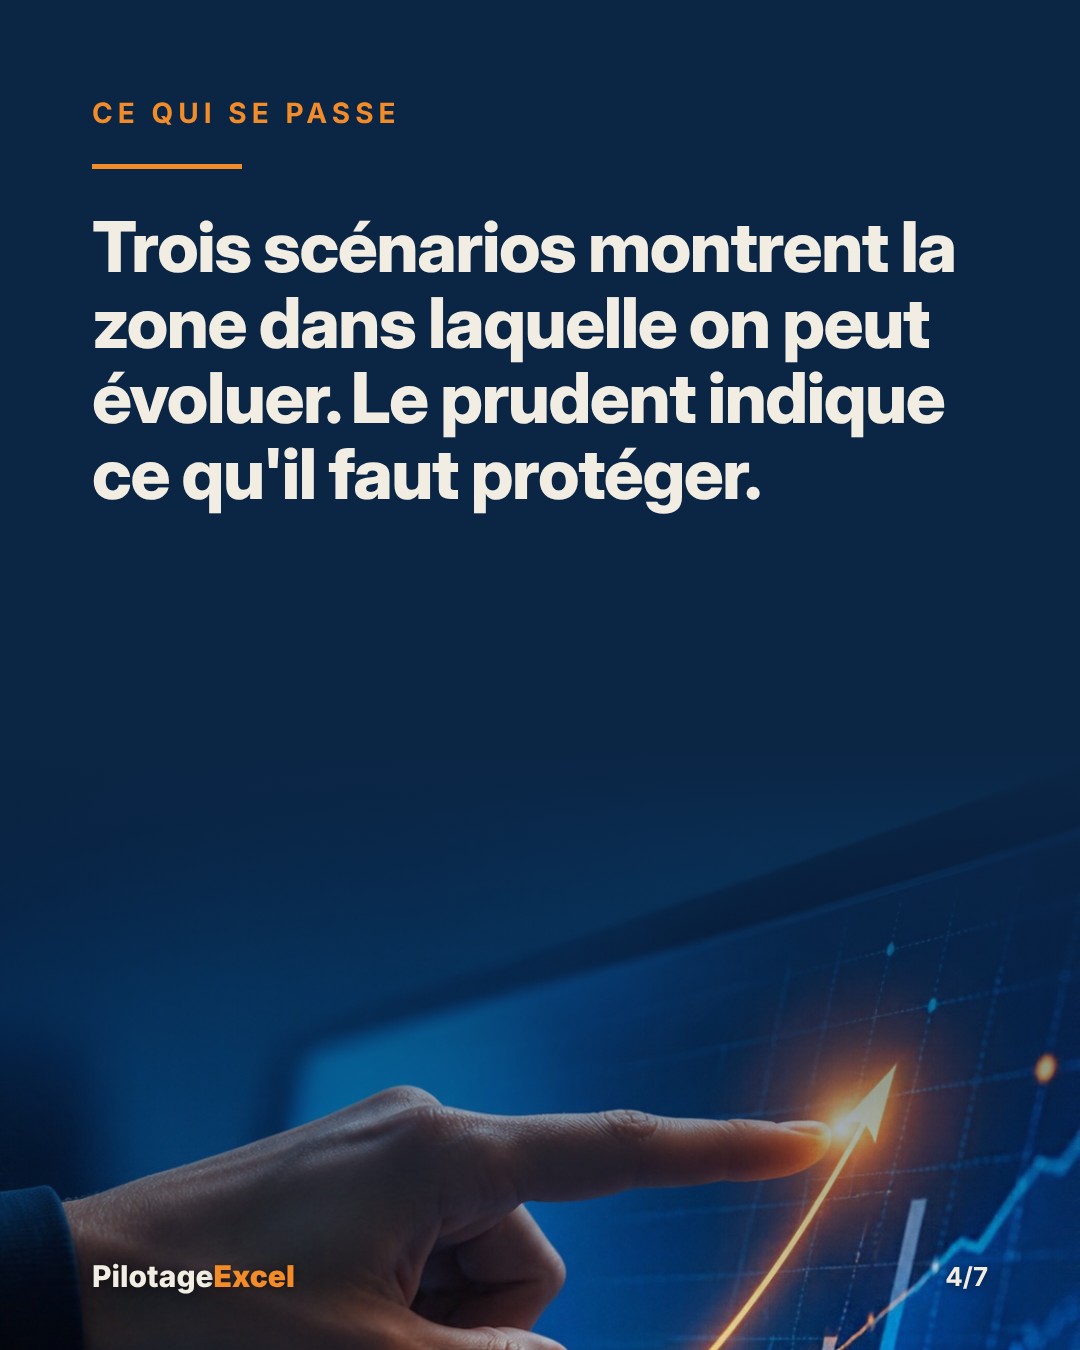 CE QUI SE PASSE
Trois scénarios montrent la
zone dans laquelle on peut
évoluer. Le prudent indique
ce qu'il faut protéger.
PilotageExcel
4/7